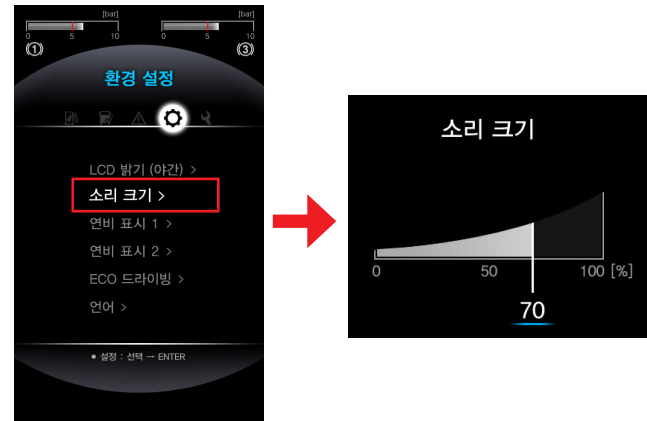 [bar] [bar]
0 5 10 0 5 10
(1) (3)
환경 설정
LCD 밝기 (야간) >
소리 크기 >
연비 표시 1 >
연비 표시 2 >
ECO 드라이빙 >
언어 >
● 설정 : 선택 → ENTER
소리 크기
0 50 100 [%]
70